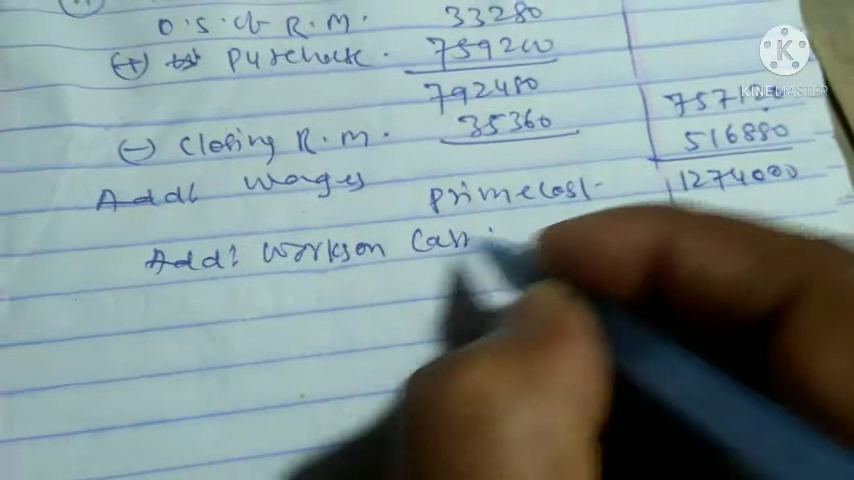 O.S. of R.M. 33280
(+) Purchase. 759200
792480
(-) Closing R.M. 35360 757120
Add: Wages 516880
Prime Cost. 1274000
Add: Works on
KINEMASTER